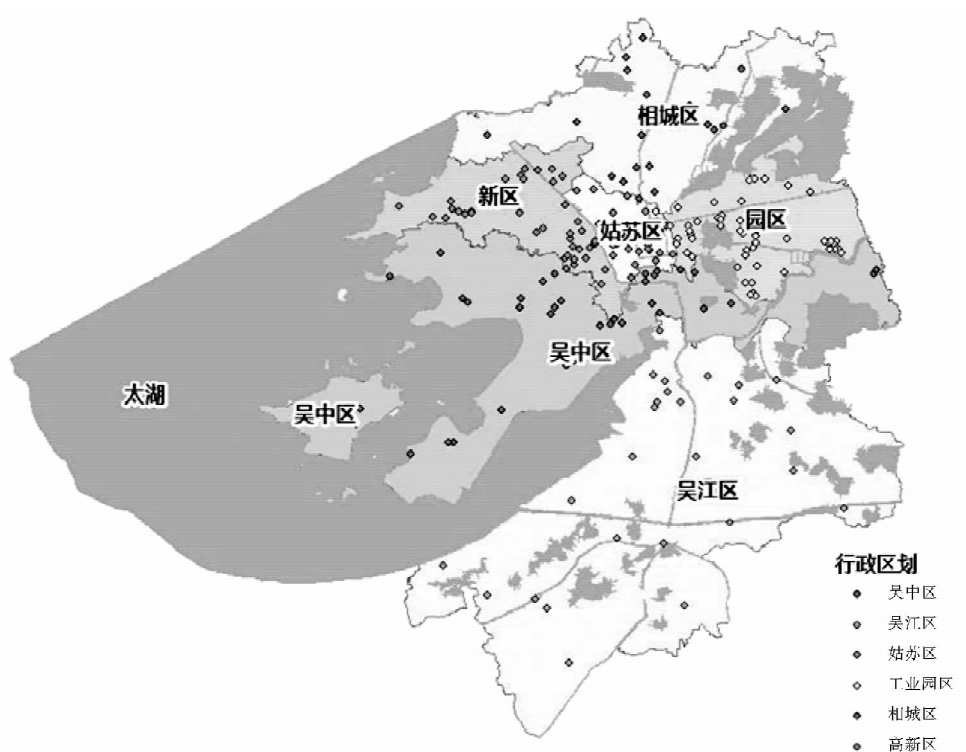 相城区
新区
姑苏区
园区
吴中区
太湖
吴中区
吴江区
行政区划
吴中区
吴江区
姑苏区
工业园区
相城区
高新区